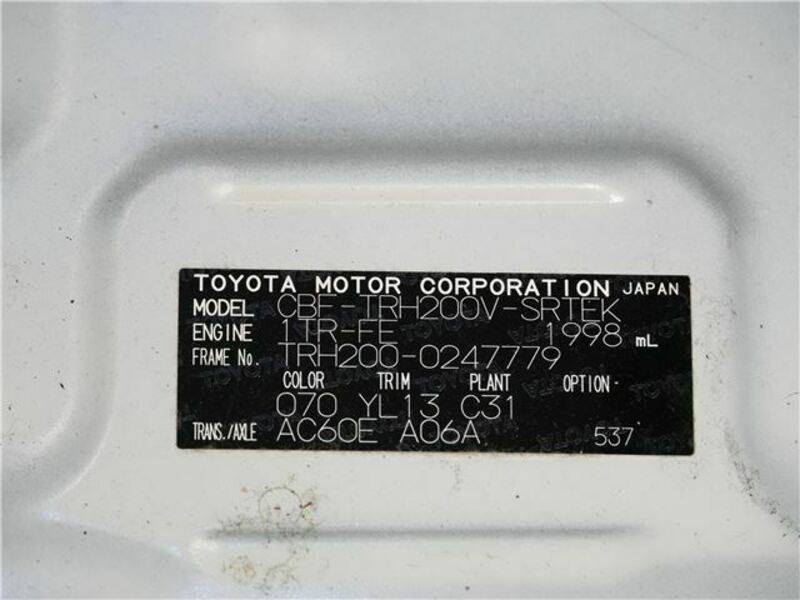 TOYOTA MOTOR CORPORATION JAPAN
MODEL CBF-TRH200V-SRTEK
ENGINE 1TR-FE 1998 mL
FRAME No. TRH200-0247779
COLOR TRIM PLANT OPTION-
070 YL13 C31
TRANS./AXLE AC60E A06A 537